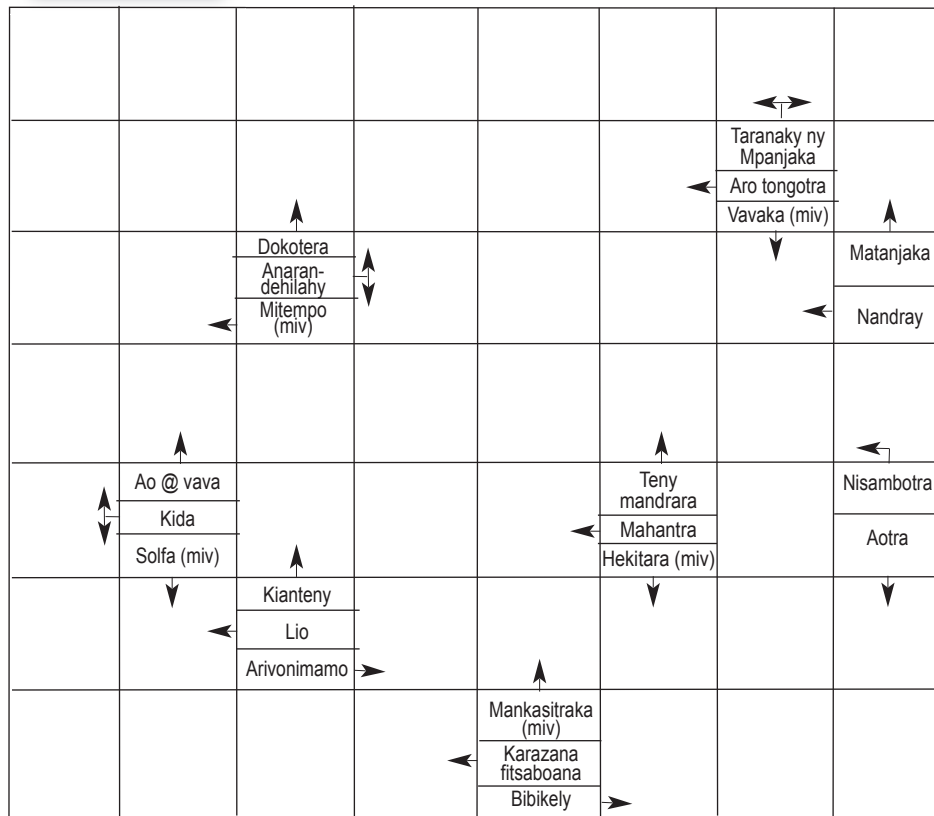 Taranaky ny
Mpanjaka
Aro tongotra
Vavaka (miv)
Dokotera
Anaran-
dehilahy
Mitempo
(miv)
Matanjaka
Nandray
Ao @ vava
Kida
Solfa (miv)
Teny
mandrara
Mahantra
Hekitara (miv)
Nisambotra
Aotra
Kianteny
Lio
Arivonimamo
Mankasitraka
(miv)
Karazana
fitsaboana
Bibikely